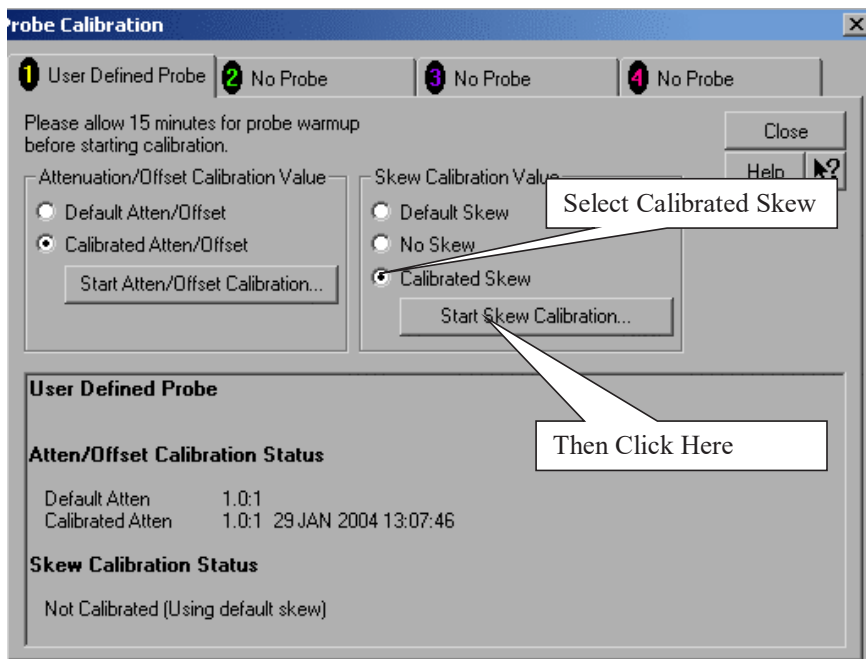 Probe Calibration
1 User Defined Probe 2 No Probe 3 No Probe 4 No Probe
Please allow 15 minutes for probe warmup
before starting calibration.
Close
Help
Attenuation/Offset Calibration Value
Default Atten/Offset
Calibrated Atten/Offset
Start Atten/Offset Calibration...
Skew Calibration Value
Default Skew
No Skew
Calibrated Skew
Start Skew Calibration...
Select Calibrated Skew
Then Click Here
User Defined Probe
Atten/Offset Calibration Status
Default Atten 1.0:1
Calibrated Atten 1.0:1 29 JAN 2004 13:07:46
Skew Calibration Status
Not Calibrated (Using default skew)